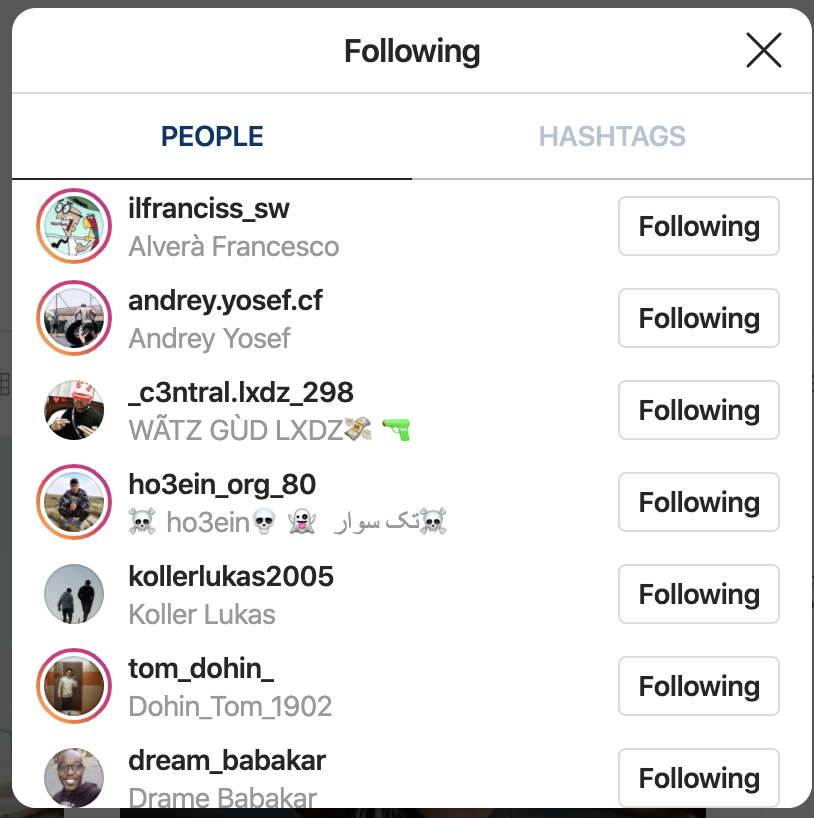 Following
PEOPLE HASHTAGS
ilfranciss_sw
Alverà Francesco
Following
andrey.yosef.cf
Andrey Yosef
Following
_c3ntral.lxdz_298
WÃTZ GÙD LXDZ💸 🔫
Following
ho3ein_org_80
☠️ ho3ein💀 👻 تک سوار☠️
Following
kollerlukas2005
Koller Lukas
Following
tom_dohin_
Dohin_Tom_1902
Following
dream_babakar
Drame Babakar
Following